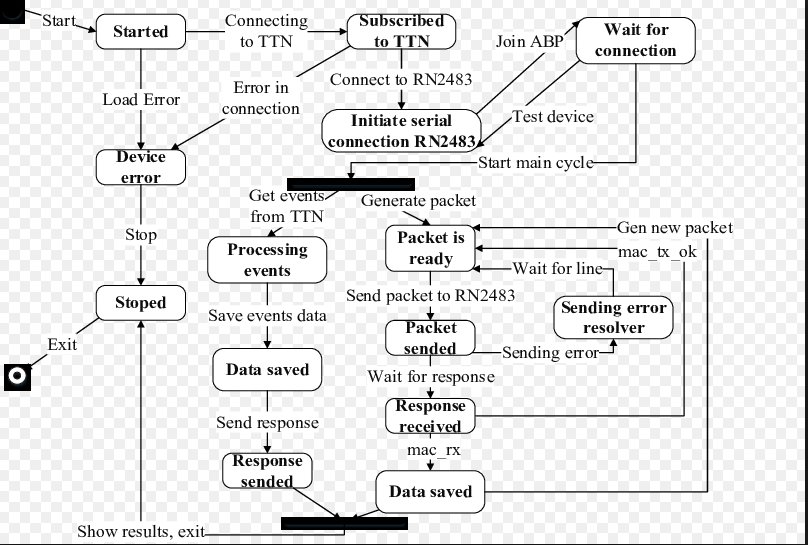 Start
Started
Connecting
to TTN
Subscribed
to TTN
Wait for
connection
Join ABP
Load Error
Error in
connection
Connect to RN2483
Initiate serial
connection RN2483
Test device
Device
error
Start main cycle
Get events
from TTN
Generate packet
Stop
Processing
events
Packet is
ready
Gen new packet
mac_tx_ok
Wait for line
Stoped
Save events data
Send packet to RN2483
Sending error
resolver
Exit
Packet
sent
Sending error
Data saved
Wait for response
Send response
Response
received
mac_rx
Response
sended
Data saved
Show results, exit